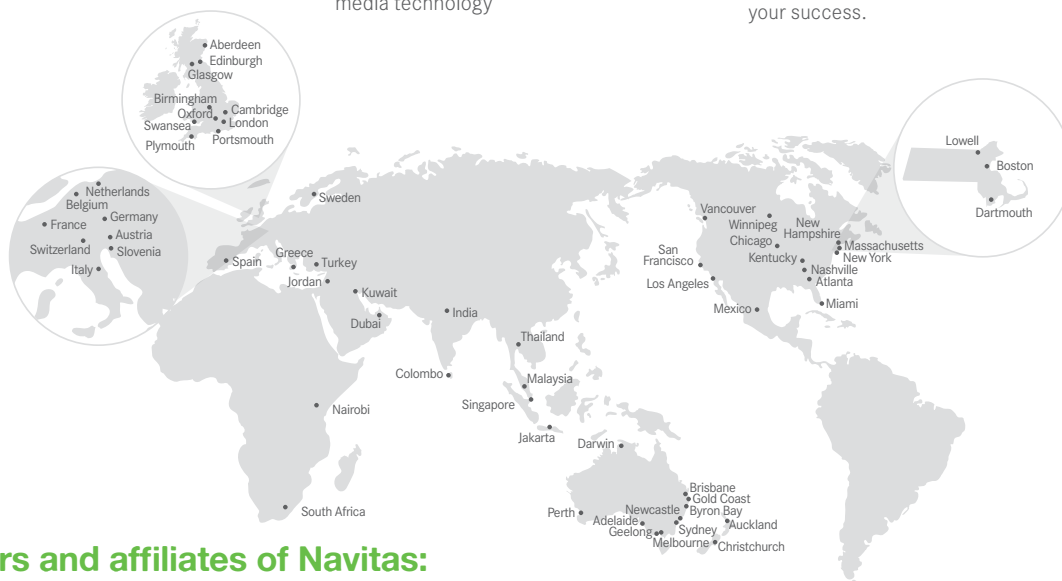 media technology
your success.
Aberdeen
Edinburgh
Glasgow
Birmingham
Oxford
Cambridge
London
Swansea
Plymouth
Portsmouth
Netherlands
Belgium
France
Germany
Austria
Switzerland
Slovenia
Italy
Sweden
Spain
Greece
Turkey
Jordan
Kuwait
Dubai
India
Colombo
Thailand
Malaysia
Singapore
Jakarta
Nairobi
South Africa
Darwin
Perth
Adelaide
Geelong
Melbourne
Newcastle
Sydney
Brisbane
Gold Coast
Byron Bay
Auckland
Christchurch
Vancouver
Winnipeg
Chicago
New
Hampshire
Massachusetts
New York
Kentucky
Nashville
Atlanta
Miami
San
Francisco
Los Angeles
Mexico
Lowell
Boston
Dartmouth
rs and affiliates of Navitas: